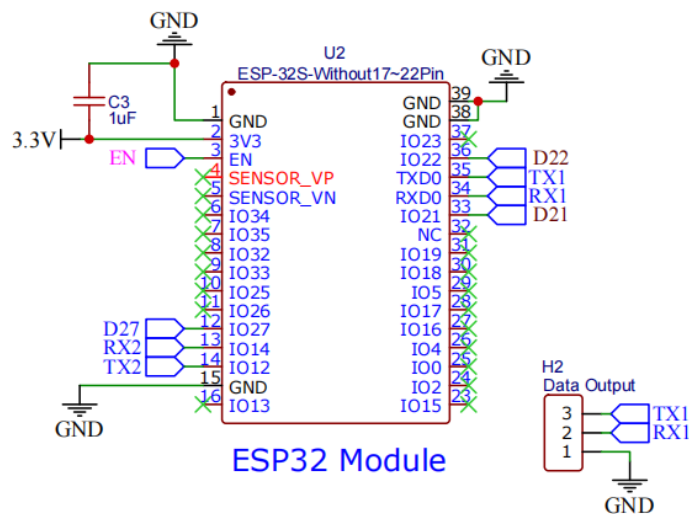 GND
U2
ESP-32S-Without17~22Pin
GND
C3
1uF
3.3V
EN
1 GND
2 3V3
3 EN
4 SENSOR_VP
5 SENSOR_VN
6 IO34
7 IO35
8 IO32
9 IO33
10 IO25
11 IO26
D27 12 IO27
RX2 13 IO14
TX2 14 IO12
15 GND
16 IO13
GND
GND 39
GND 38
IO23 37
IO22 36 D22
TXD0 35 TX1
RXD0 34 RX1
IO21 33 D21
NC 32
IO19 31
IO18 30
IO5 29
IO17 28
IO16 27
IO4 26
IO0 25
IO2 24
IO15 23
ESP32 Module
H2
Data Output
3 TX1
2 RX1
1
GND